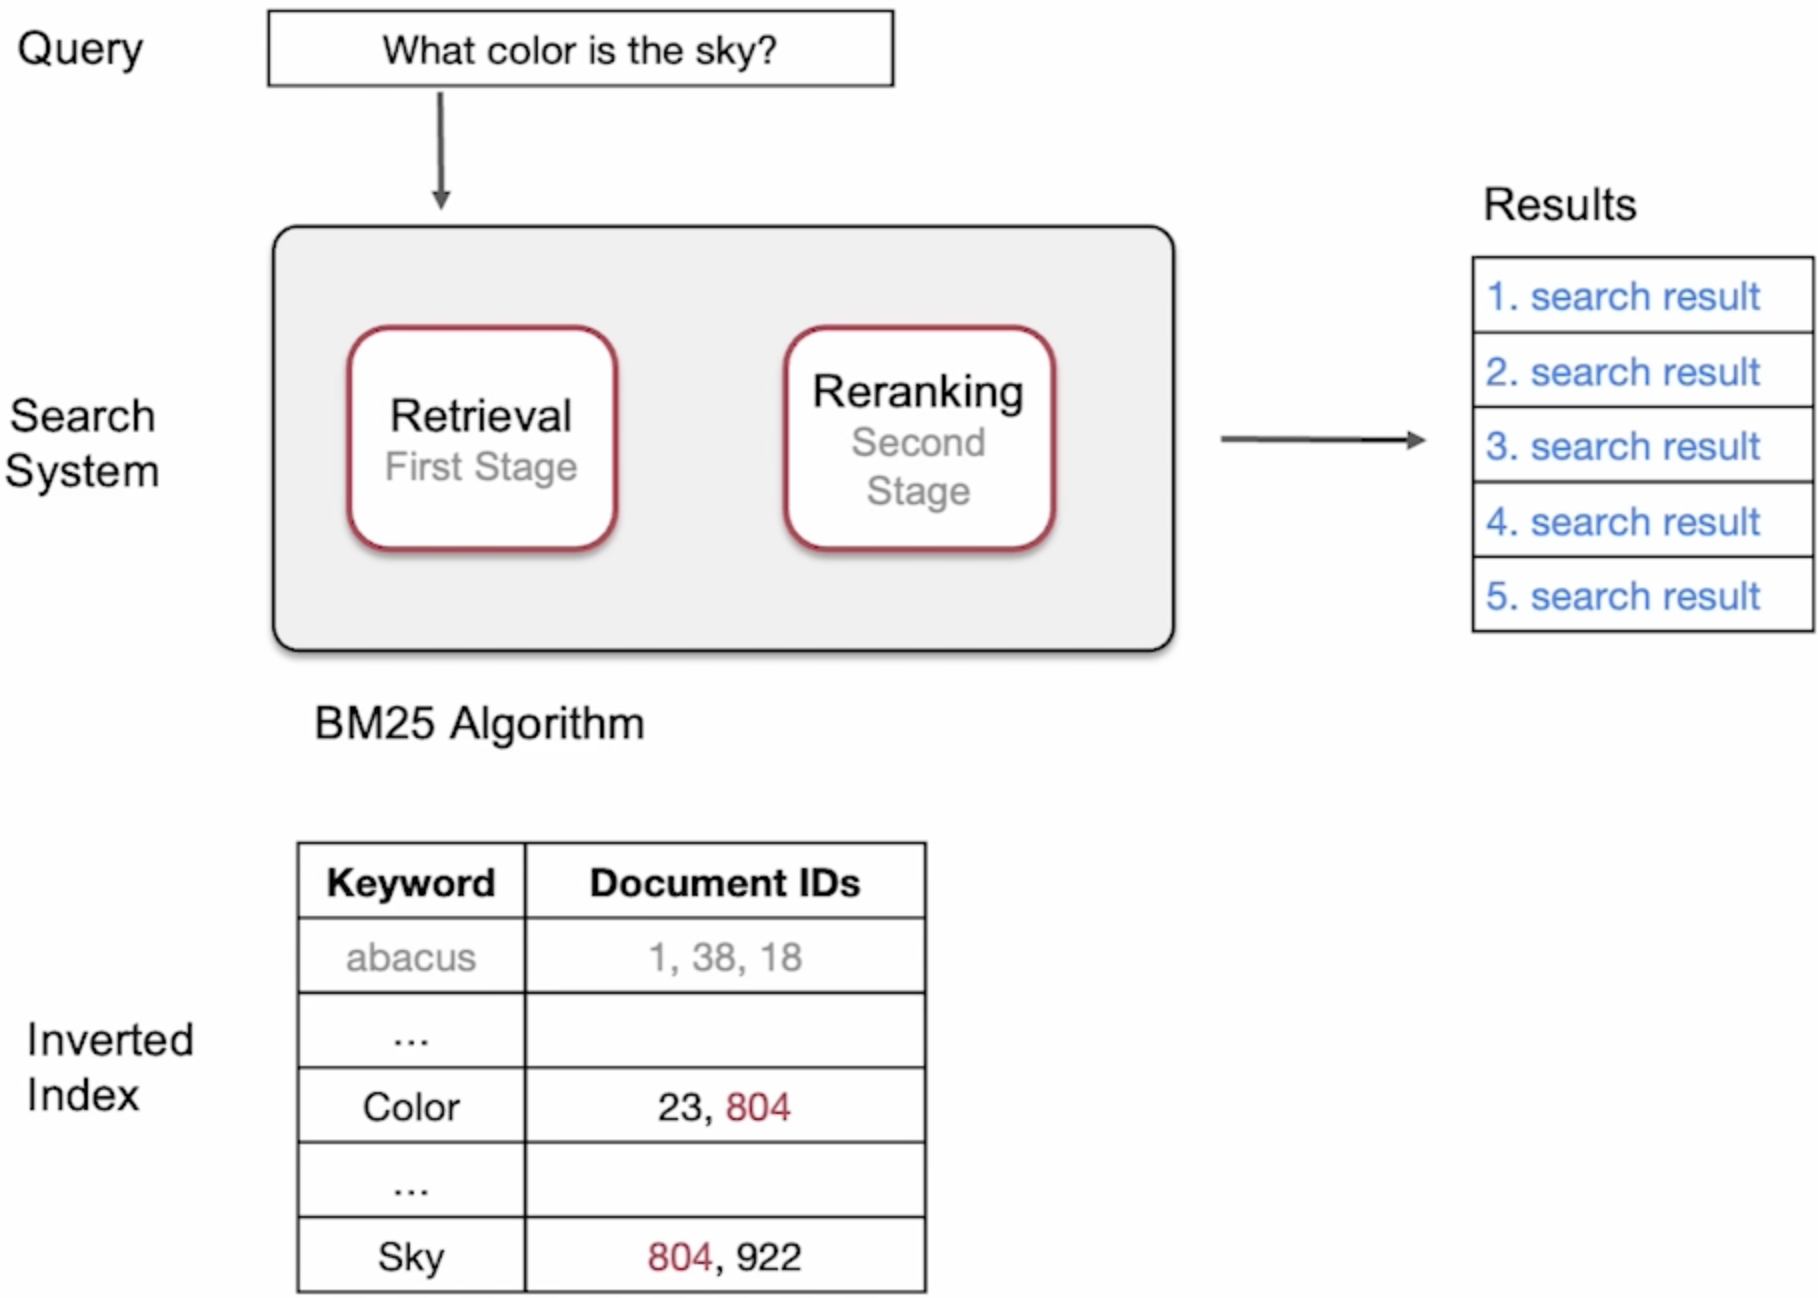 Query
What color is the sky?
Search
System
Retrieval
First Stage
Reranking
Second
Stage
Results
1. search result
2. search result
3. search result
4. search result
5. search result
BM25 Algorithm
Inverted
Index
Keyword Document IDs
abacus 1, 38, 18
...
Color 23, 804
...
Sky 804, 922